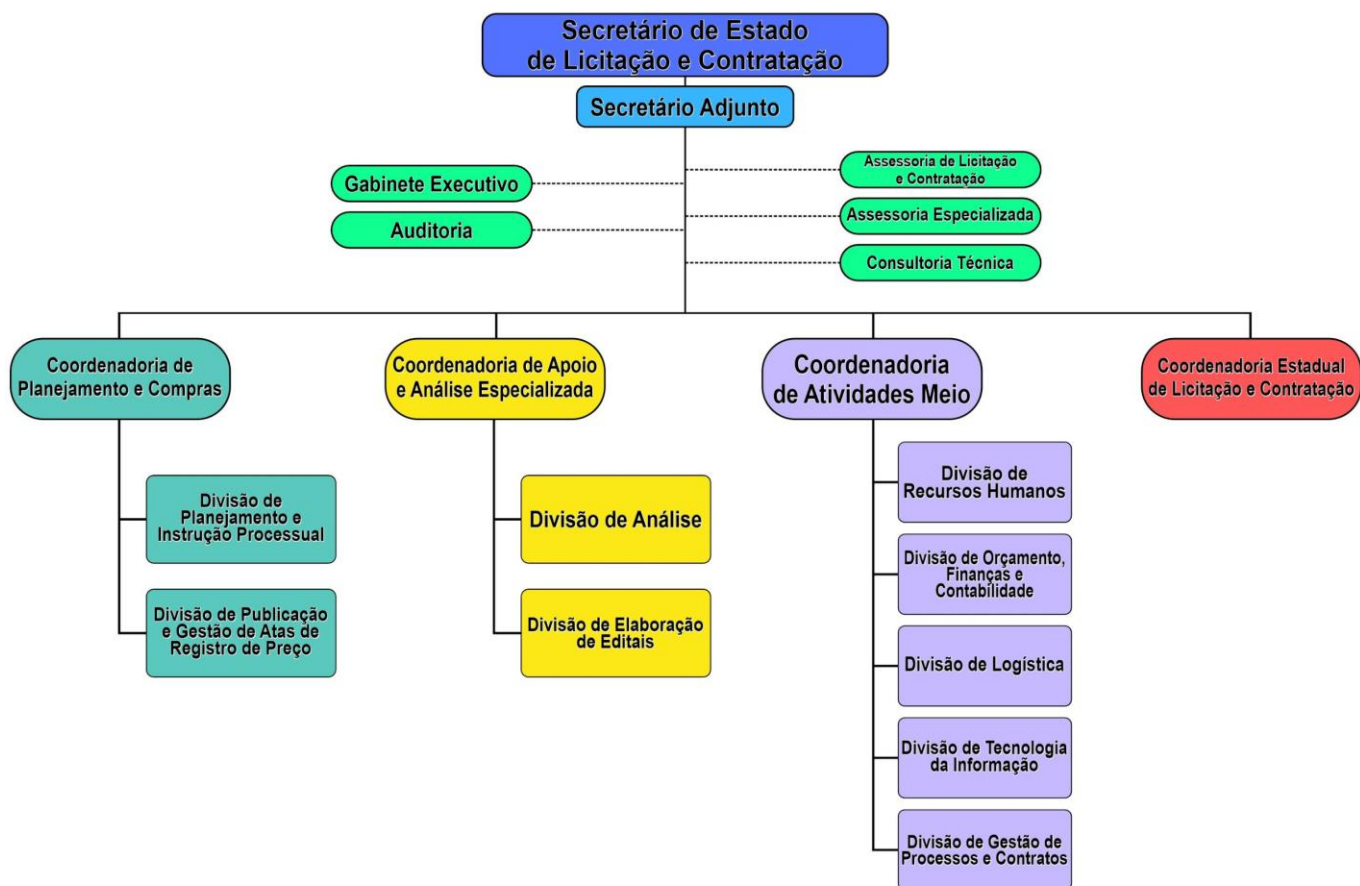 Secretário de Estado
de Licitação e Contratação
Secretário Adjunto
Gabinete Executivo
Auditoria
Assessoria de Licitação
e Contratação
Assessoria Especializada
Consultoria Técnica
Coordenadoria de
Planejamento e Compras
Divisão de
Planejamento e
Instrução Processual
Divisão de Publicação
e Gestão de Atas de
Registro de Preço
Coordenadoria de Apoio
e Análise Especializada
Divisão de Análise
Divisão de Elaboração
de Editais
Coordenadoria
de Atividades Meio
Divisão de
Recursos Humanos
Divisão de Orçamento,
Finanças e
Contabilidade
Divisão de Logística
Divisão de Tecnologia
da Informação
Divisão de Gestão de
Processos e Contratos
Coordenadoria Estadual
de Licitação e Contratação